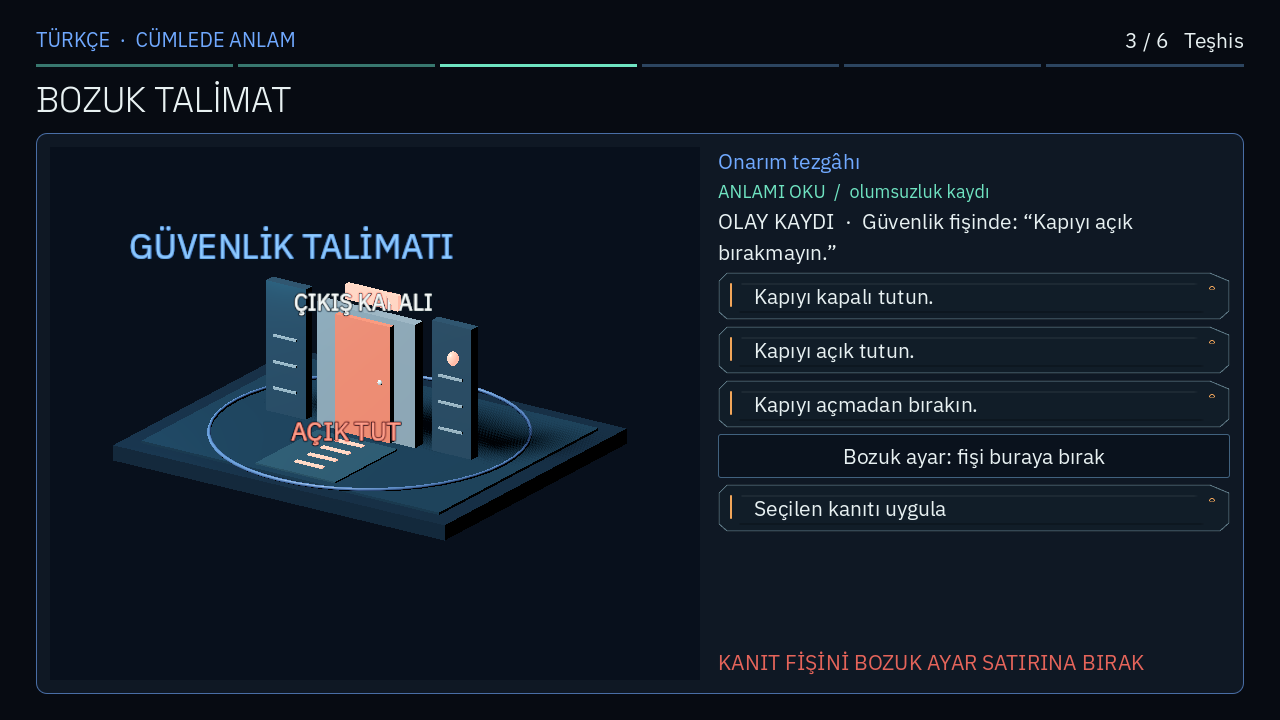 TÜRKÇE · CÜMLEDE ANLAM
3 / 6 Teşhis
BOZUK TALİMAT
GÜVENLİK TALİMATI
ÇIKIŞ KAPALI
AÇIK TUT
Onarım tezgâhı
ANLAMI OKU / olumsuzluk kaydı
OLAY KAYDI · Güvenlik fişinde: “Kapıyı açık
bırakmayın.”
Kapıyı kapalı tutun.
Kapıyı açık tutun.
Kapıyı açmadan bırakın.
Bozuk ayar: fişi buraya bırak
Seçilen kanıtı uygula
KANIT FİŞİNİ BOZUK AYAR SATIRINA BIRAK